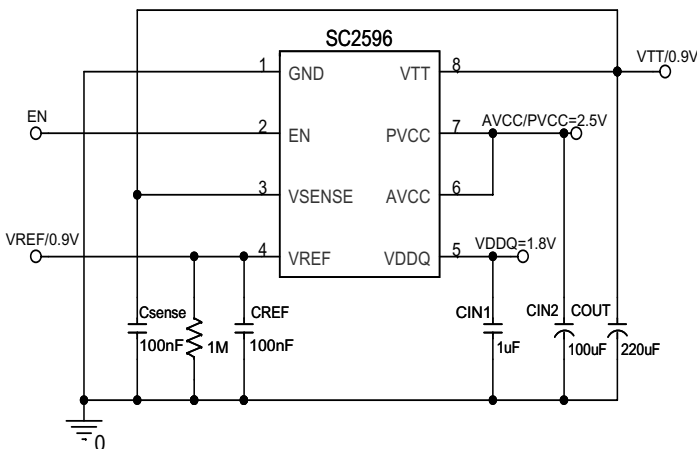 SC2596
1 GND VTT 8 VTT/0.9V
EN 2 EN PVCC 7 AVCC/PVCC=2.5V
3 VSENSE AVCC 6
VREF/0.9V 4 VREF VDDQ 5 VDDQ=1.8V
Csense CREF CIN1 CIN2 COUT
100nF 1M 100nF 1uF 100uF 220uF
0